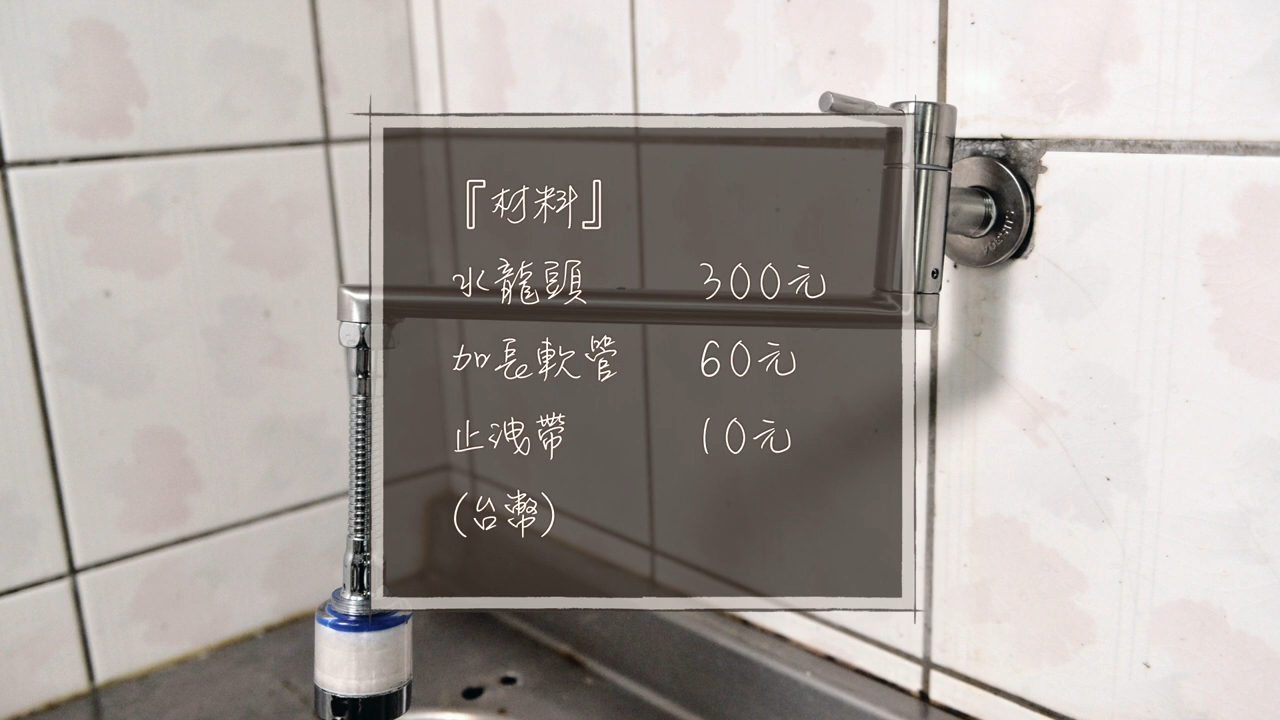 『材料』
水龍頭 300元
加長軟管 60元
止洩帶 10元
(台幣)